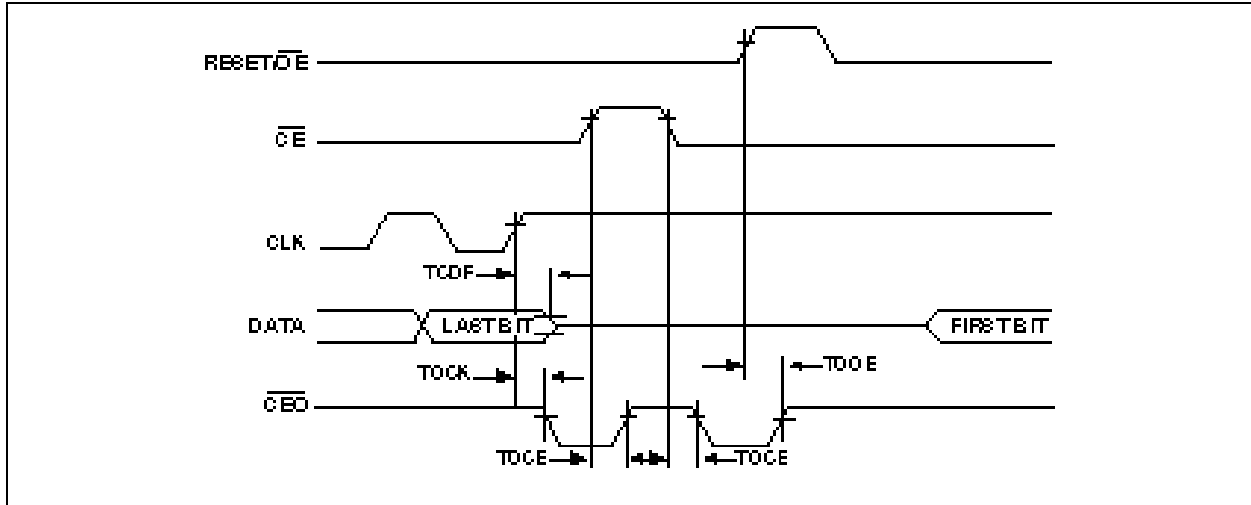 RESET/OE
CE
CLK
TCDF
DATA
LAST BIT
FIRST BIT
TOCK
TOOE
CEO
TOCE
TOCE